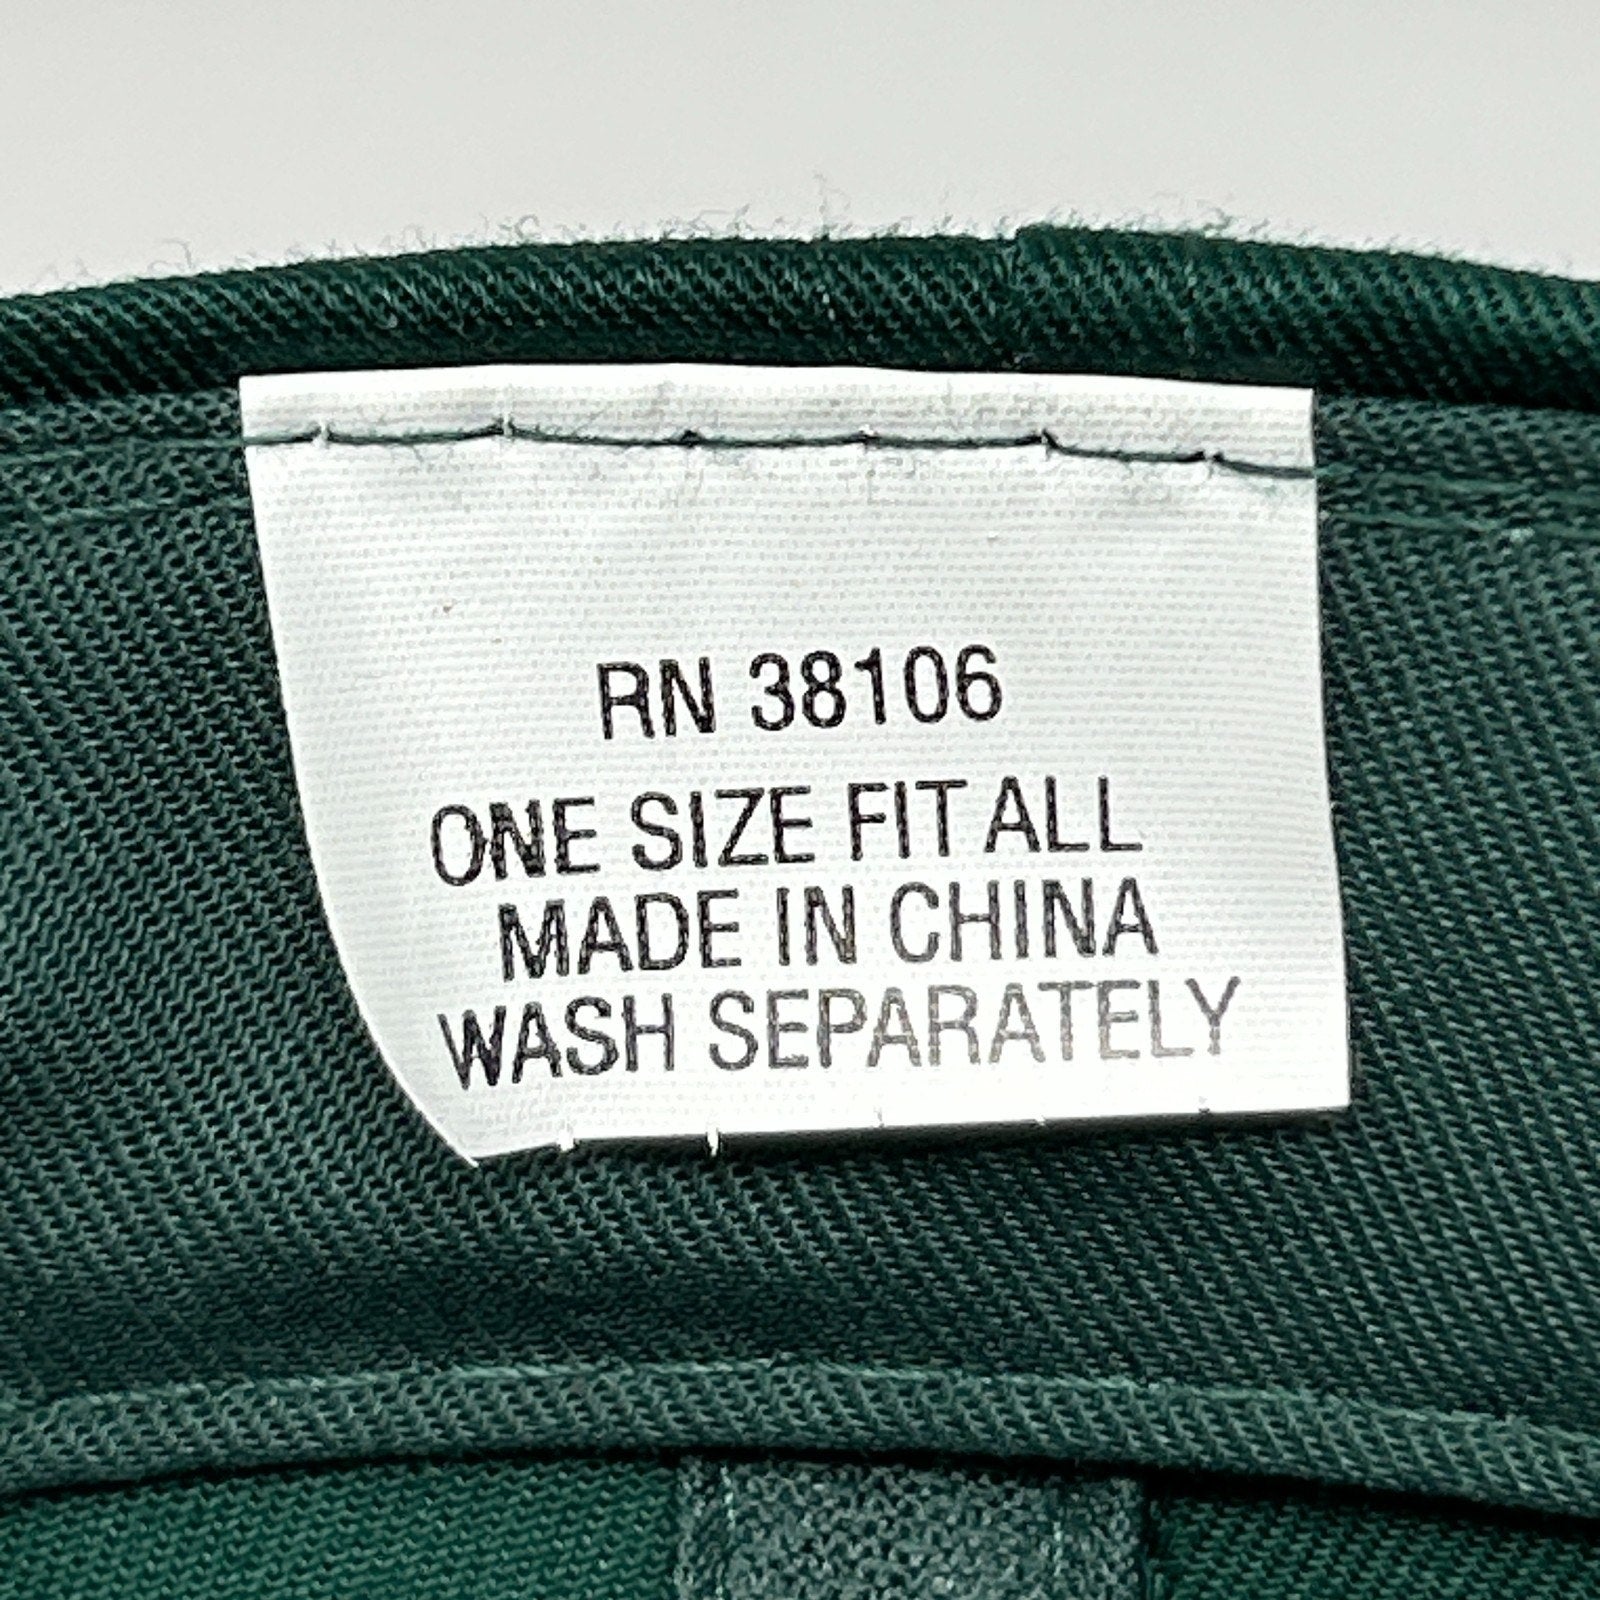 RN 38106
ONE SIZE FIT ALL
MADE IN CHINA
WASH SEPARATELY